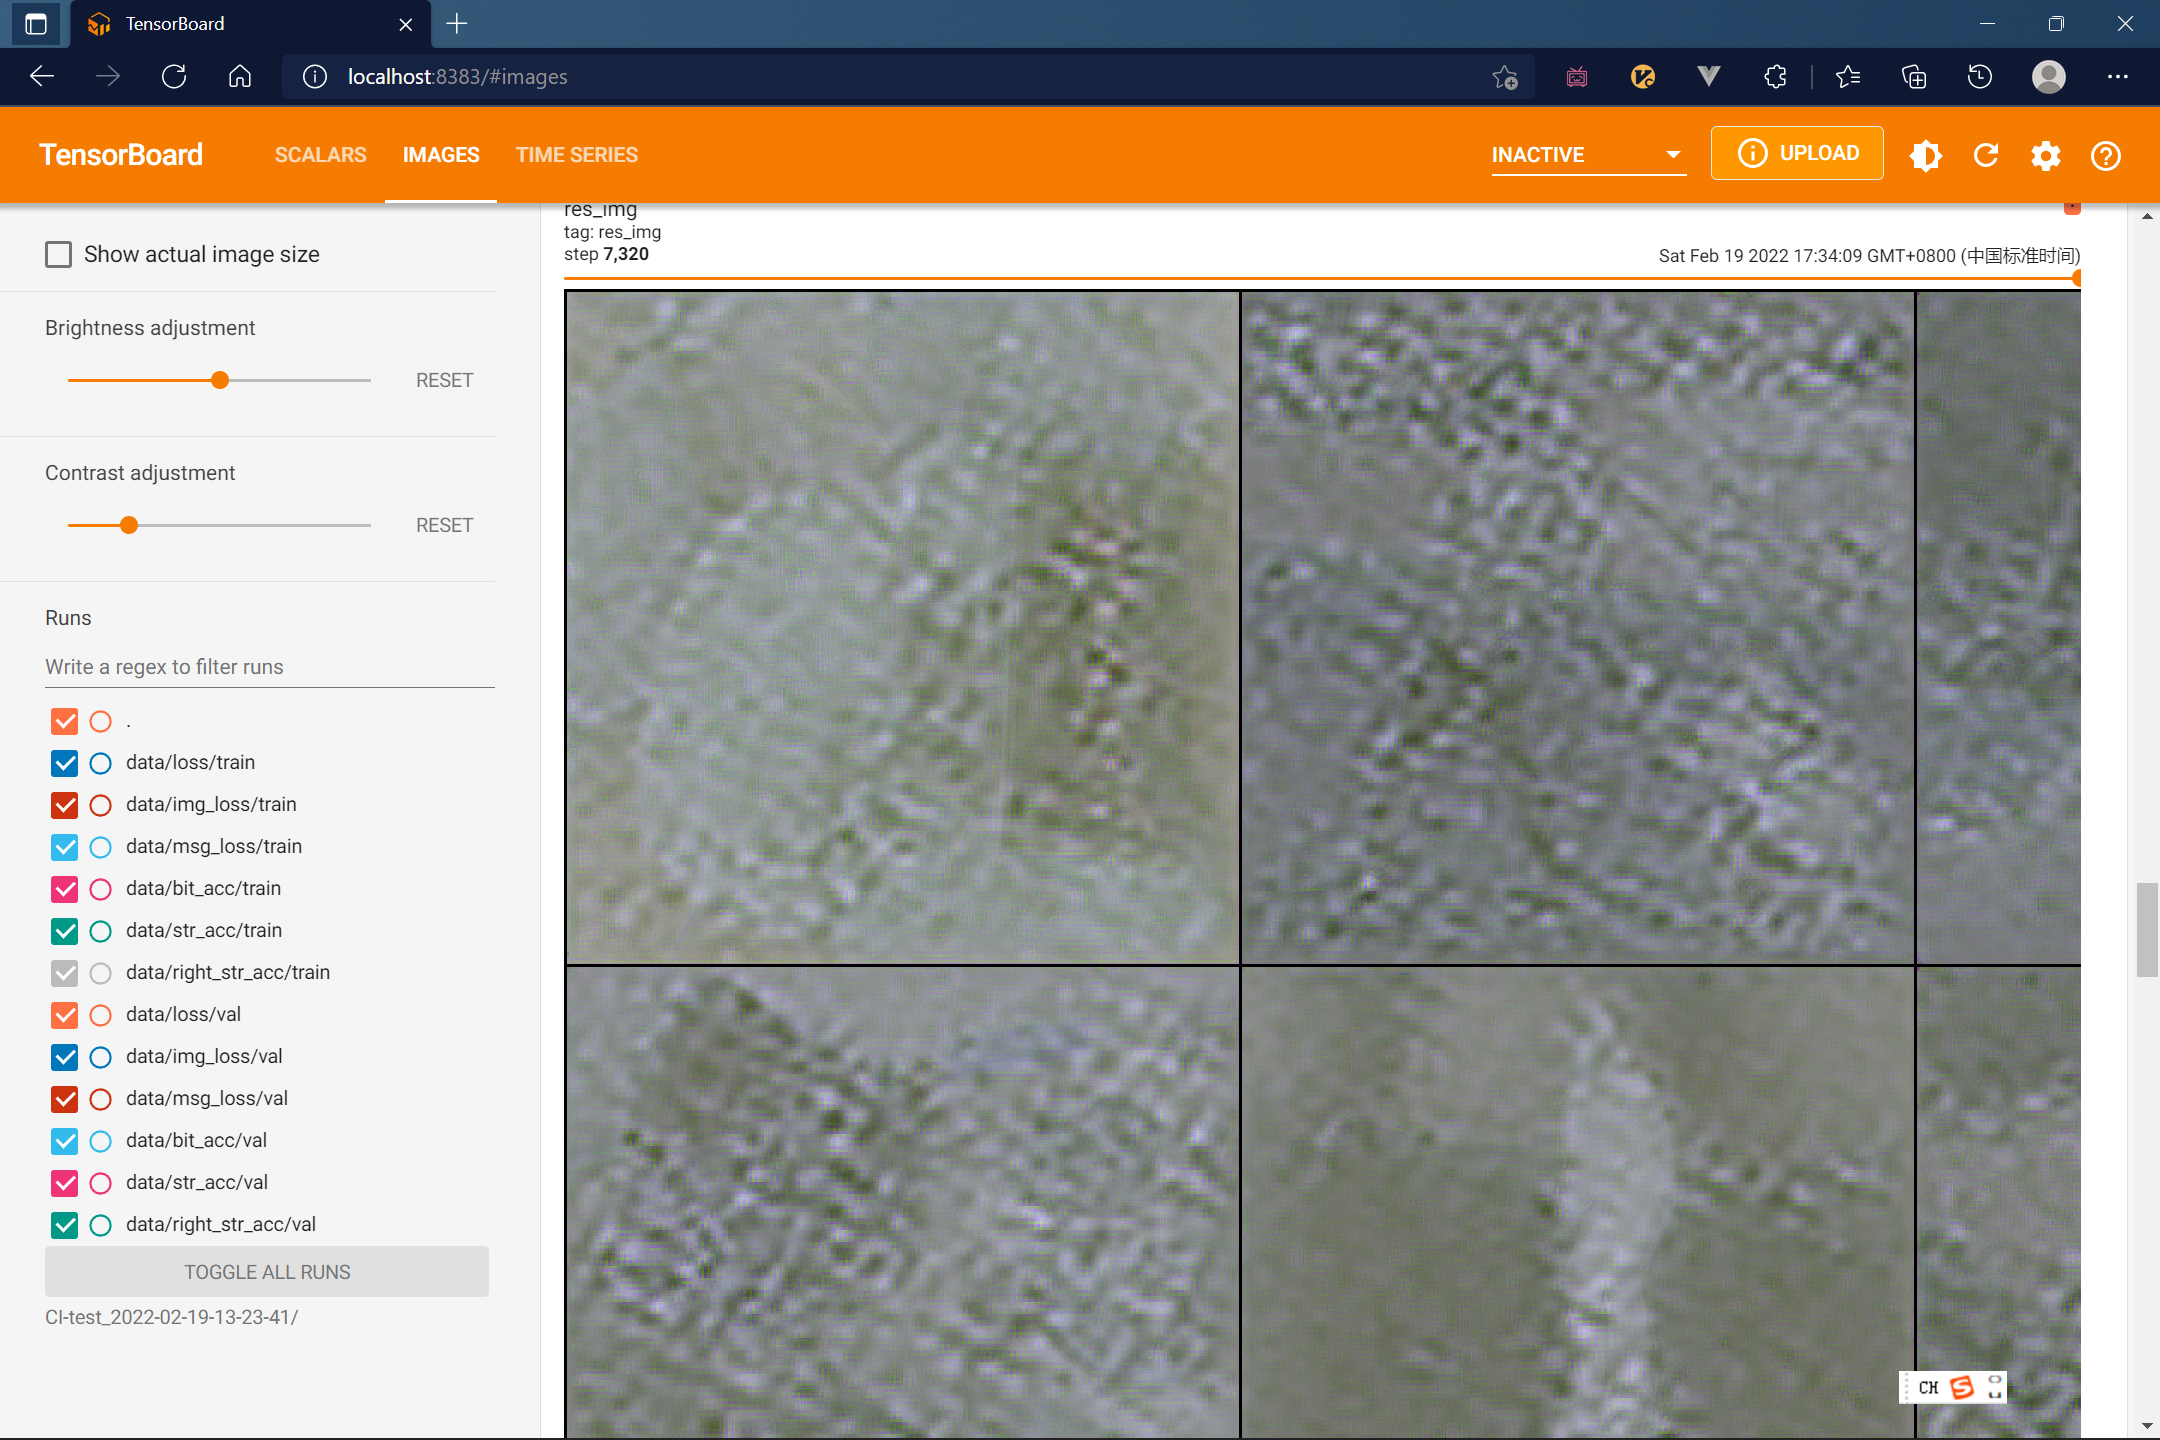 TensorBoard
localhost:8383/#images
TensorBoard
SCALARS
IMAGES
TIME SERIES
INACTIVE
UPLOAD
Show actual image size
Brightness adjustment
RESET
Contrast adjustment
RESET
Runs
Write a regex to filter runs
.
data/loss/train
data/img_loss/train
data/msg_loss/train
data/bit_acc/train
data/str_acc/train
data/right_str_acc/train
data/loss/val
data/img_loss/val
data/msg_loss/val
data/bit_acc/val
data/str_acc/val
data/right_str_acc/val
TOGGLE ALL RUNS
CI-test_2022-02-19-13-23-41/
res_img
tag: res_img
step 7,320
Sat Feb 19 2022 17:34:09 GMT+0800 (中国标准时间)
CH